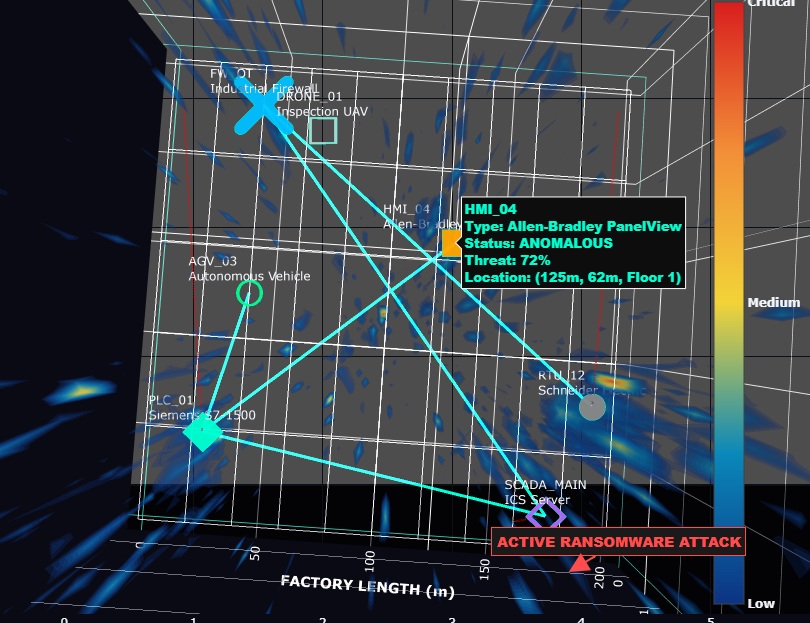 Critical
FW_OT
Industrial Firewall
DRONE_01
Inspection UAV
HMI_04
Allen-Bradley
HMI_04
Type: Allen-Bradley PanelView
Status: ANOMALOUS
Threat: 72%
Location: (125m, 62m, Floor 1)
AGV_03
Autonomous Vehicle
Medium
RTU_12
Schneider
PLC_01
Siemens S7-1500
SCADA_MAIN
ICS Server
ACTIVE RANSOMWARE ATTACK
0
50
100
150
200
0
1
FACTORY LENGTH (m)
Low
0
1
2
3
4
5